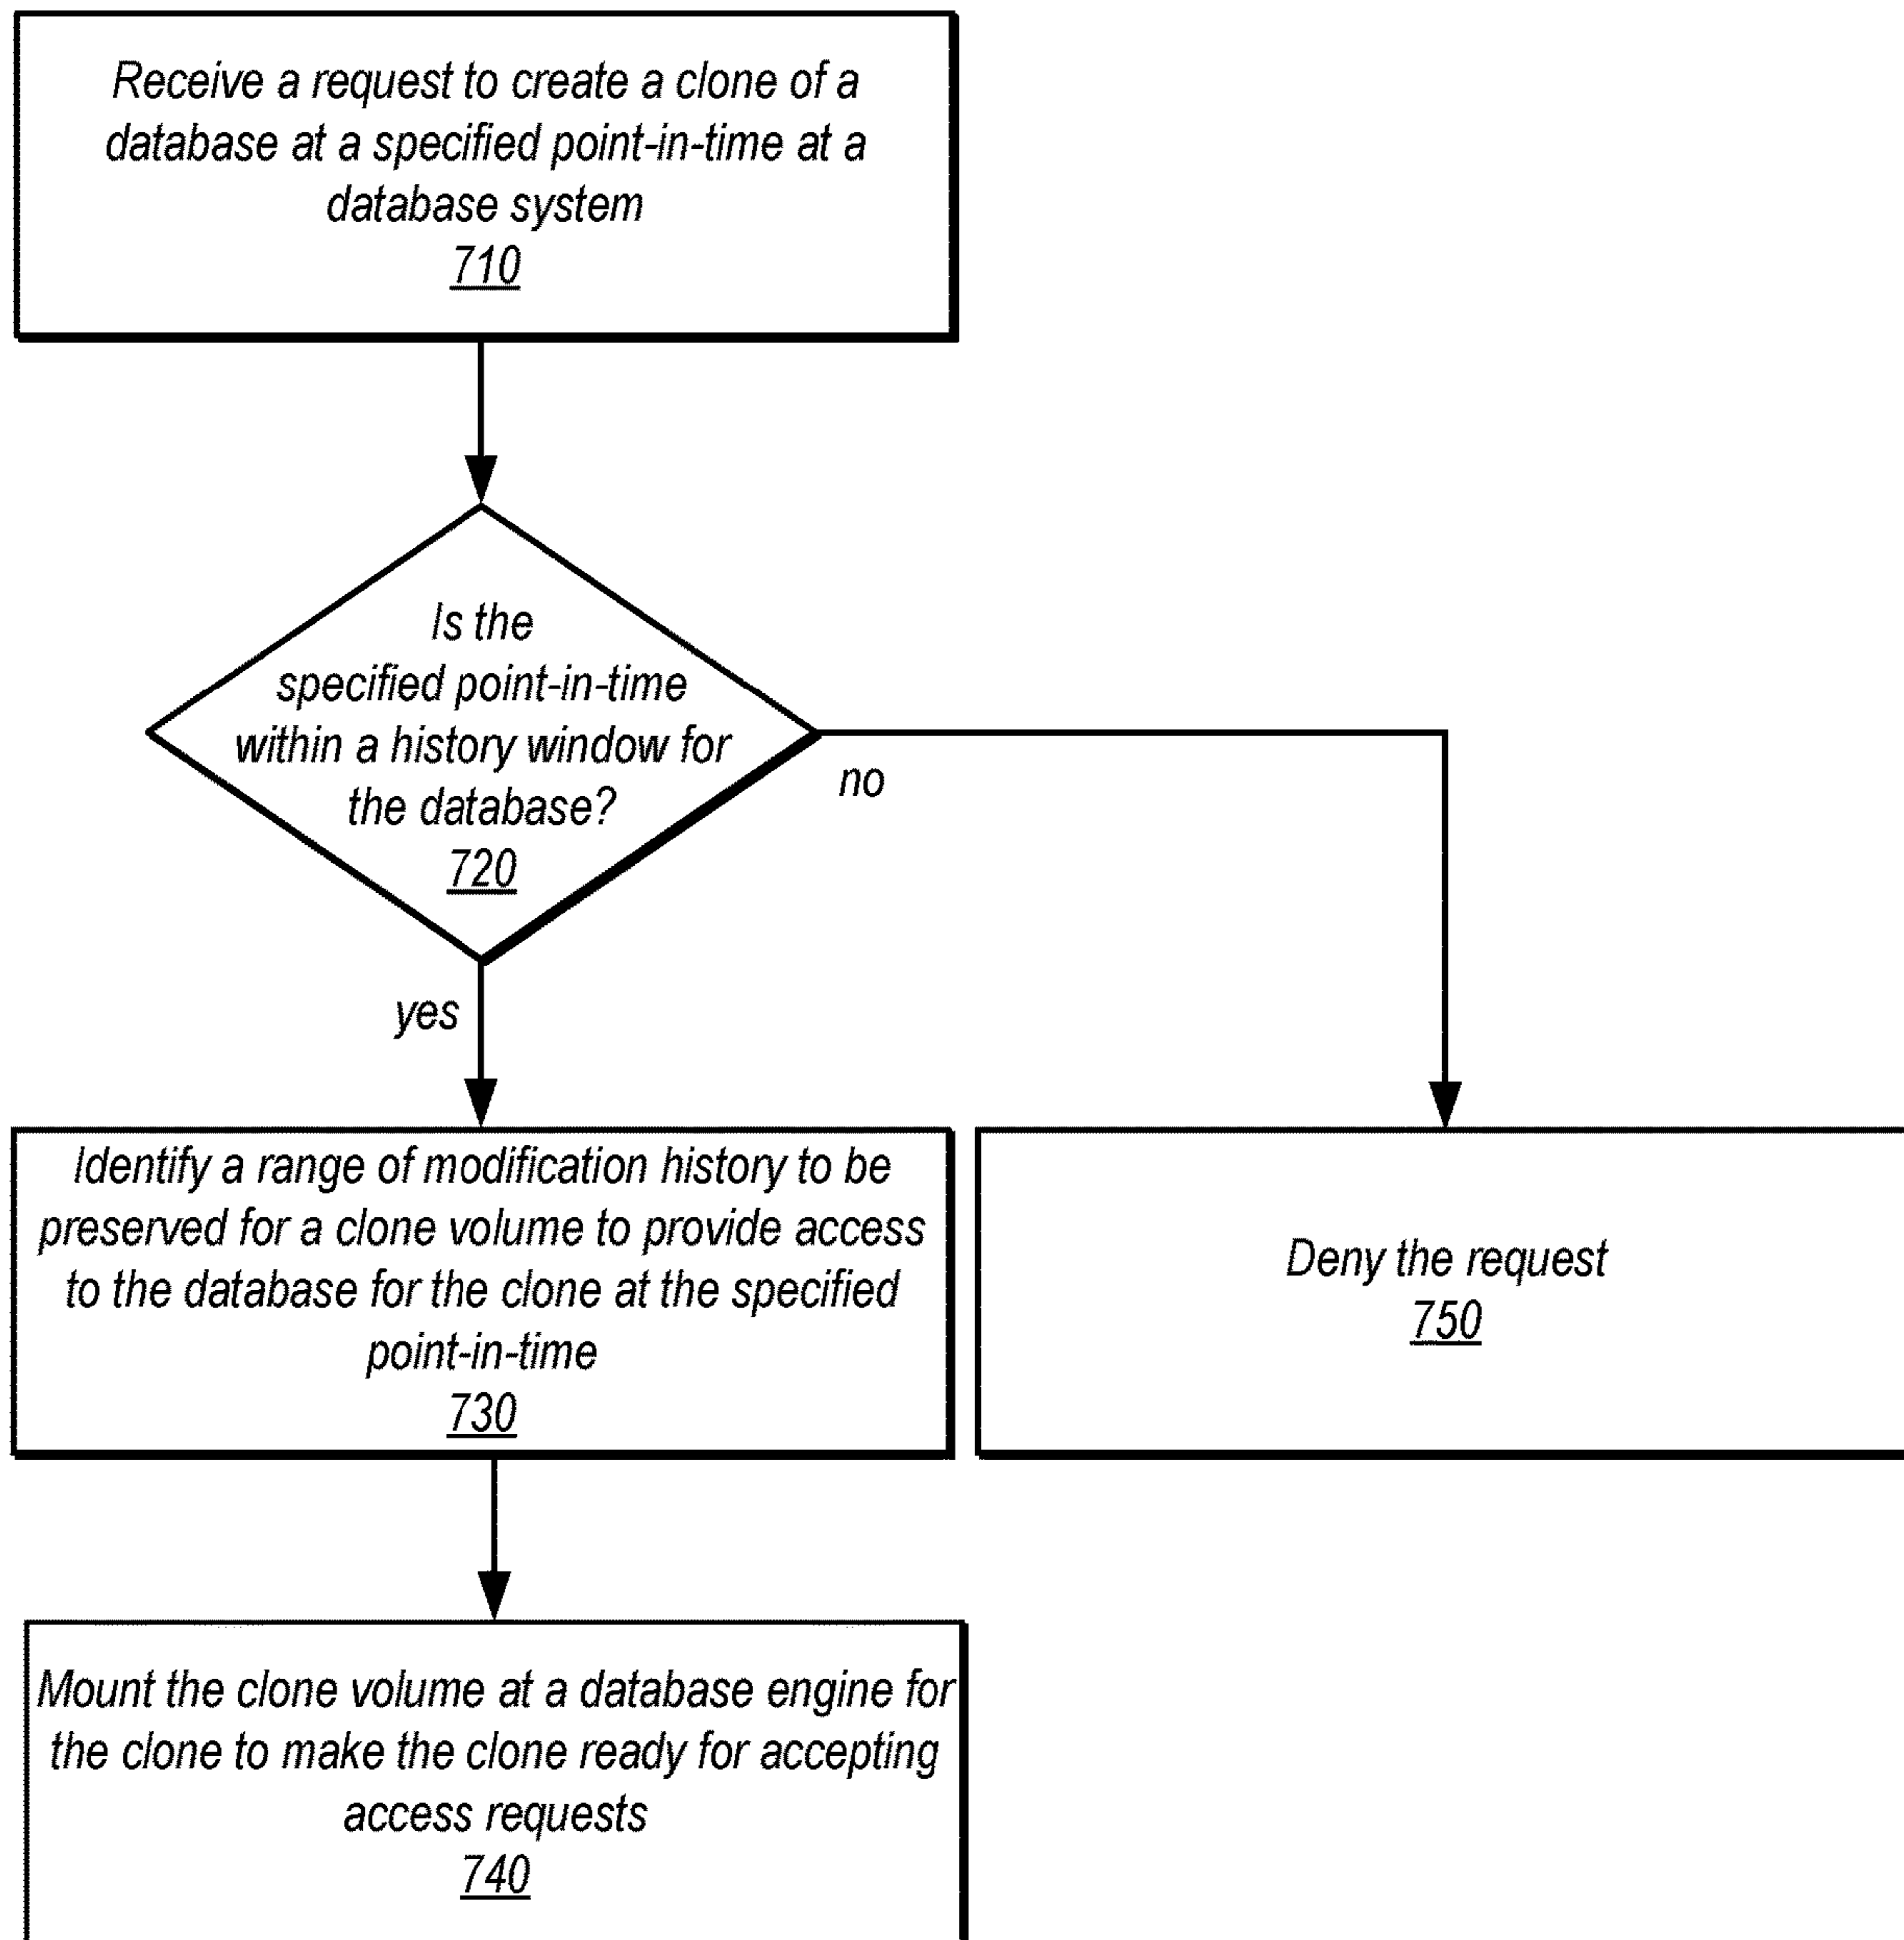 Receive a request to create a clone of a
database at a specified point-in-time at a
database system
710
Is the
specified point-in-time
within a history window for
the database?
720
no
yes
Identify a range of modification history to be
preserved for a clone volume to provide access
to the database for the clone at the specified
point-in-time
730
Deny the request
750
Mount the clone volume at a database engine for
the clone to make the clone ready for accepting
access requests
740